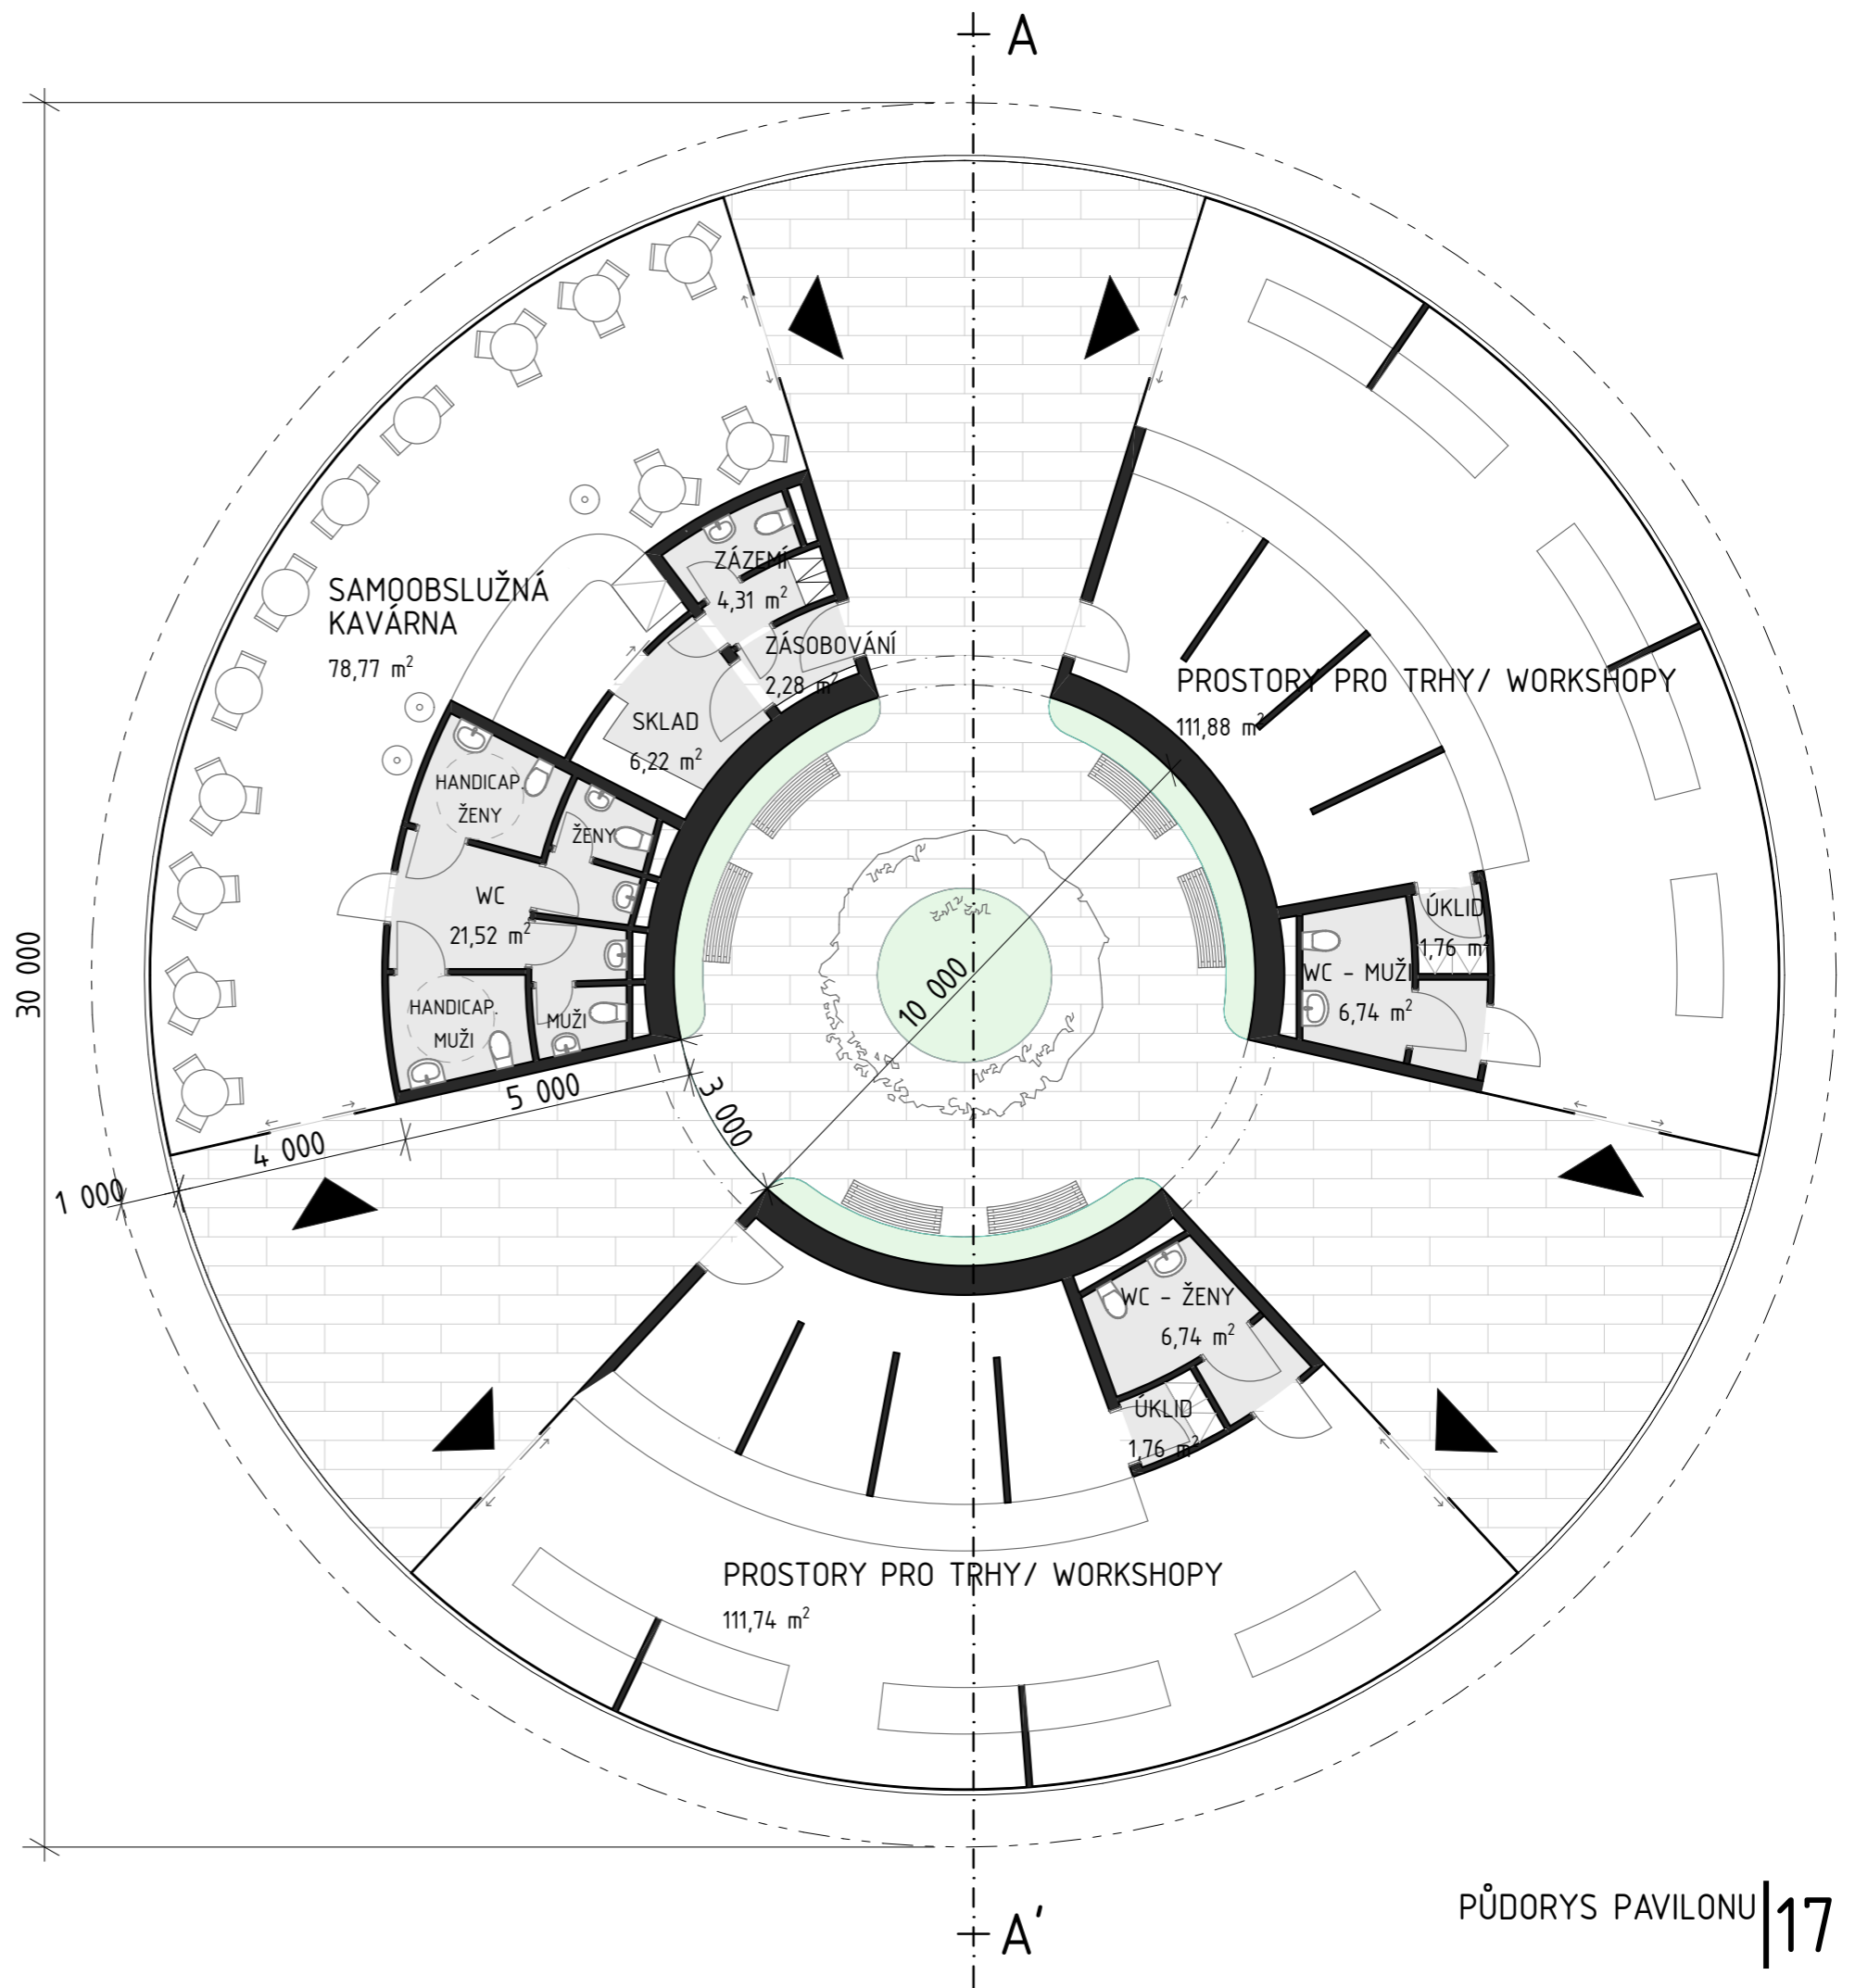 A
SAMOOBSLUŽNÁ
KAVÁRNA
78,77 m²
ZÁZEMÍ
4,31 m²
ZÁSOBOVÁNÍ
2,28 m²
SKLAD
6,22 m²
PROSTORY PRO TRHY/ WORKSHOPY
111,88 m²
HANDICAP.
ŽENY
ŽENY
WC
21,52 m²
HANDICAP.
MUŽI
MUŽI
ÚKLID
1,76 m²
WC - MUŽI
6,74 m²
30 000
10 000
5 000
3 000
4 000
1 000
WC - ŽENY
6,74 m²
ÚKLID
1,76 m²
PROSTORY PRO TRHY/ WORKSHOPY
111,74 m²
A'
PŮDORYS PAVILONU 17